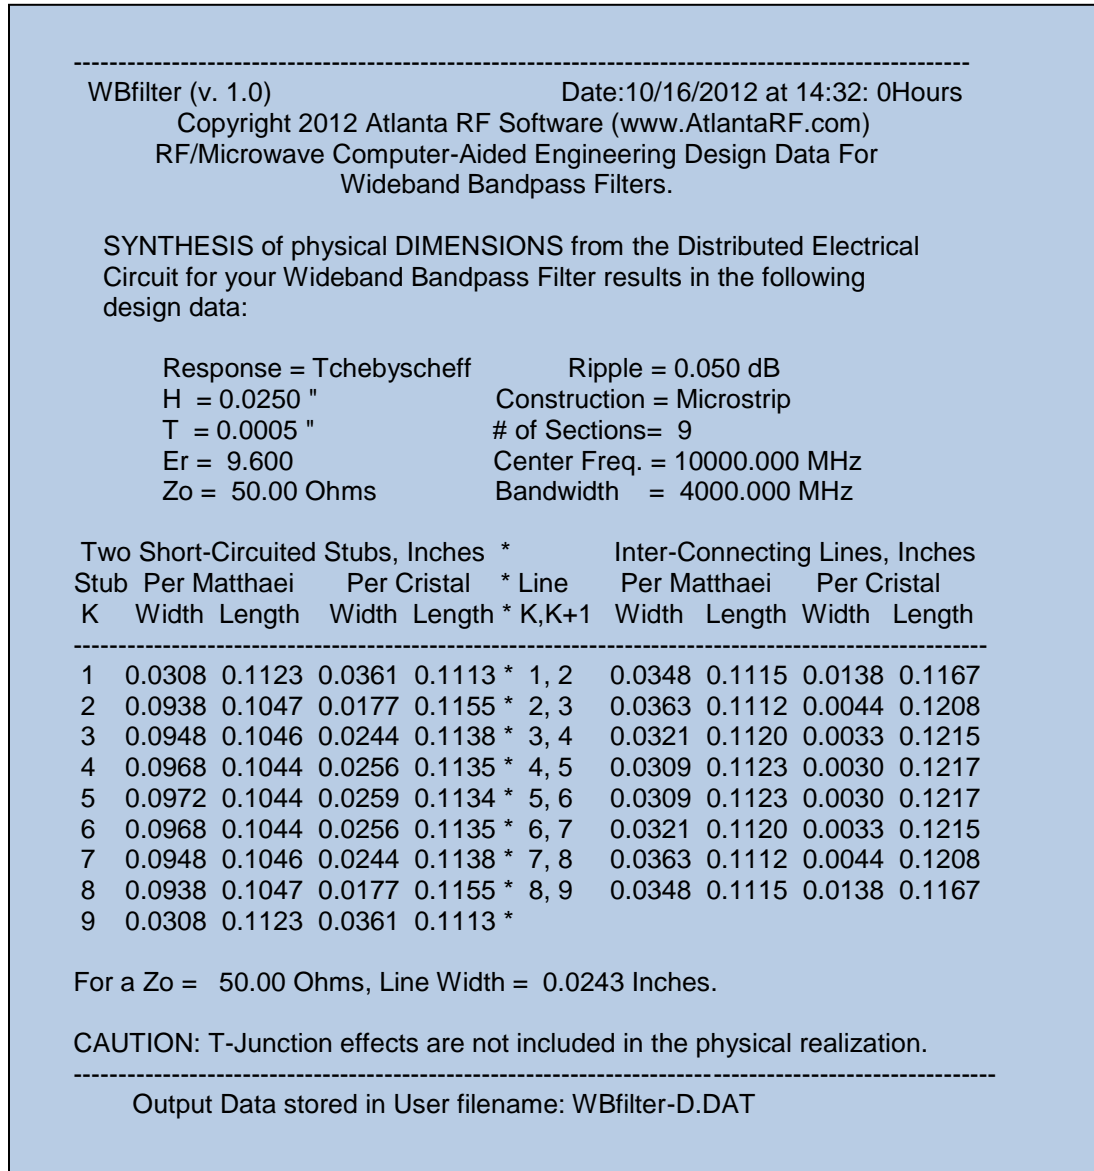 ----------------------------------------------------------------------------------------------------
WBfilter (v. 1.0) Date:10/16/2012 at 14:32: 0Hours
Copyright 2012 Atlanta RF Software (www.AtlantaRF.com)
RF/Microwave Computer-Aided Engineering Design Data For
Wideband Bandpass Filters.
SYNTHESIS of physical DIMENSIONS from the Distributed Electrical
Circuit for your Wideband Bandpass Filter results in the following
design data:
Response = Tchebyscheff Ripple = 0.050 dB
H = 0.0250 " Construction = Microstrip
T = 0.0005 " # of Sections= 9
Er = 9.600 Center Freq. = 10000.000 MHz
Zo = 50.00 Ohms Bandwidth = 4000.000 MHz
Two Short-Circuited Stubs, Inches * Inter-Connecting Lines, Inches
Stub Per Matthaei Per Cristal * Line Per Matthaei Per Cristal
K Width Length Width Length * K,K+1 Width Length Width Length
------------------------------------------------------------------------------------------------------
1 0.0308 0.1123 0.0361 0.1113 * 1, 2 0.0348 0.1115 0.0138 0.1167
2 0.0938 0.1047 0.0177 0.1155 * 2, 3 0.0363 0.1112 0.0044 0.1208
3 0.0948 0.1046 0.0244 0.1138 * 3, 4 0.0321 0.1120 0.0033 0.1215
4 0.0968 0.1044 0.0256 0.1135 * 4, 5 0.0309 0.1123 0.0030 0.1217
5 0.0972 0.1044 0.0259 0.1134 * 5, 6 0.0309 0.1123 0.0030 0.1217
6 0.0968 0.1044 0.0256 0.1135 * 6, 7 0.0321 0.1120 0.0033 0.1215
7 0.0948 0.1046 0.0244 0.1138 * 7, 8 0.0363 0.1112 0.0044 0.1208
8 0.0938 0.1047 0.0177 0.1155 * 8, 9 0.0348 0.1115 0.0138 0.1167
9 0.0308 0.1123 0.0361 0.1113 *
For a Zo = 50.00 Ohms, Line Width = 0.0243 Inches.
CAUTION: T-Junction effects are not included in the physical realization.
-------------------------------------------------------------------------------------------------------
Output Data stored in User filename: WBfilter-D.DAT